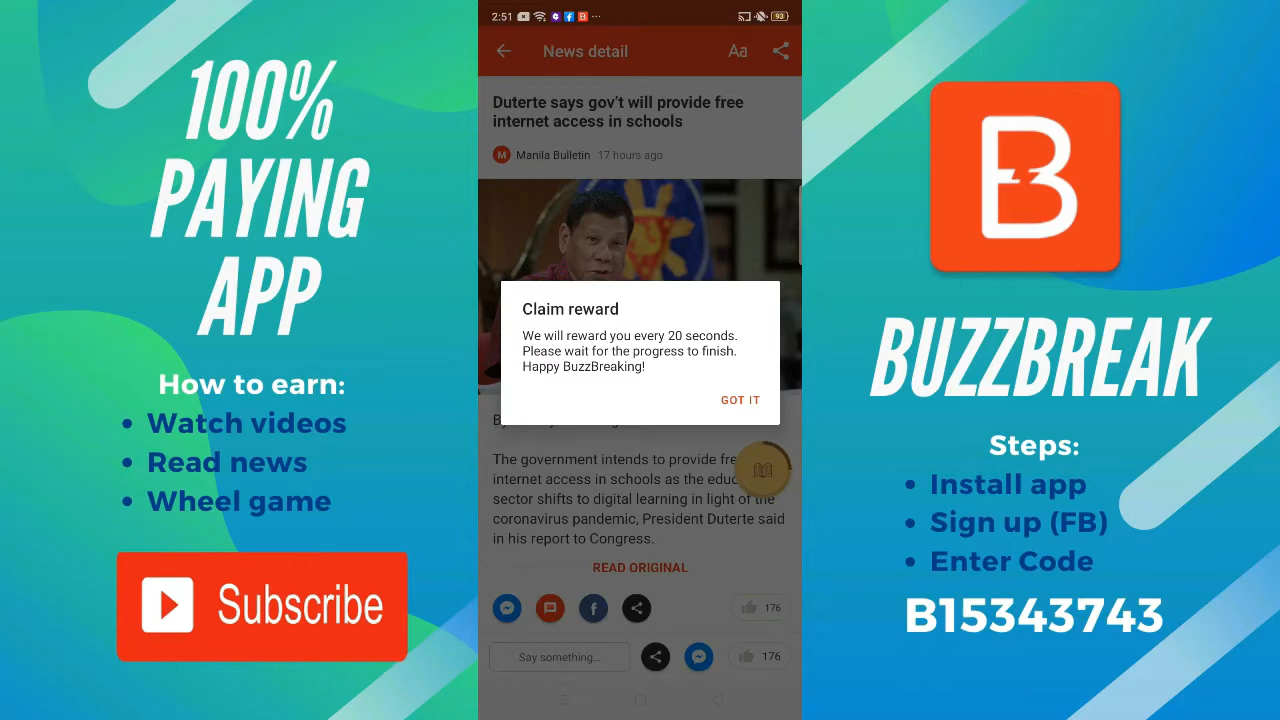 100%
PAYING
APP
How to earn:
• Watch videos
• Read news
• Wheel game
Subscribe
2:51
93
News detail
Aa
Duterte says gov't will provide free
internet access in schools
M Manila Bulletin 17 hours ago
Claim reward
We will reward you every 20 seconds.
Please wait for the progress to finish.
Happy BuzzBreaking!
GOT IT
The government intends to provide
internet access in schools as the
sector shifts to digital learning in light of the
coronavirus pandemic, President Duterte said
in his report to Congress.
READ ORIGINAL
176
Say something...
176
B
BUZZBREAK
Steps:
• Install app
• Sign up (FB)
• Enter Code
B15343743